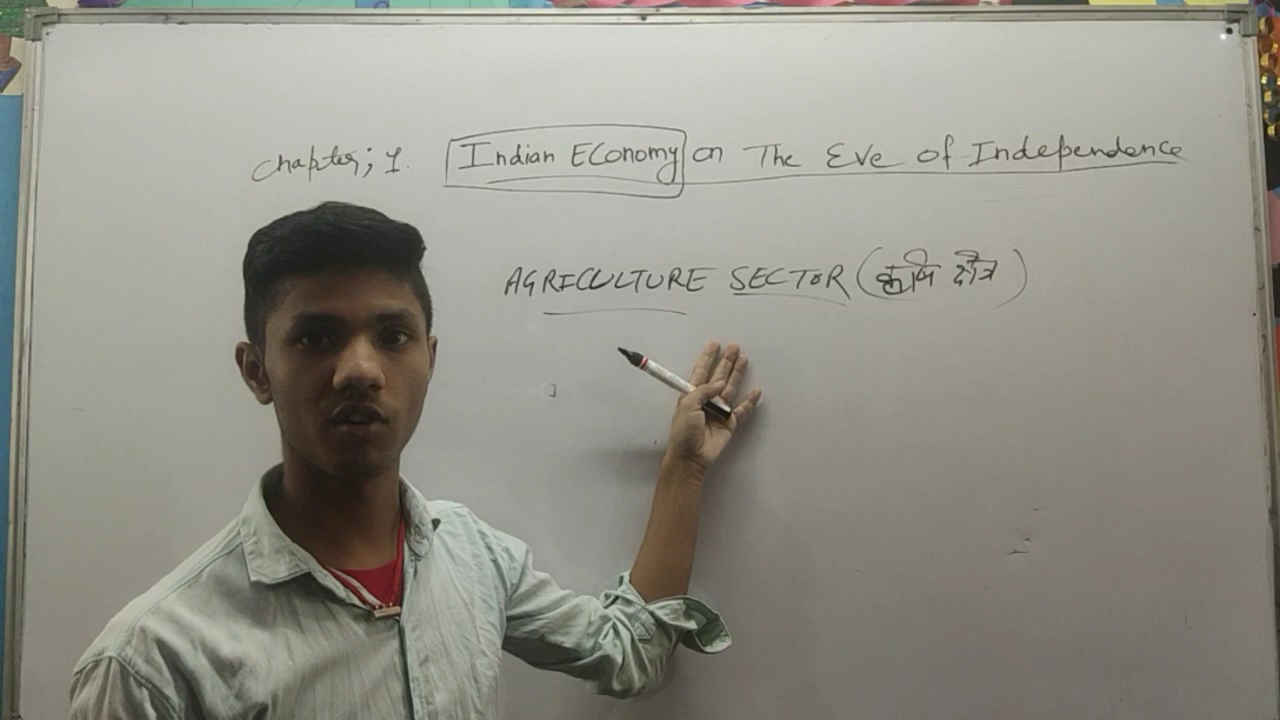 Chapter; 1. Indian Economy on The Eve of Independence
AGRICULTURE SECTOR (कृषि क्षेत्र)